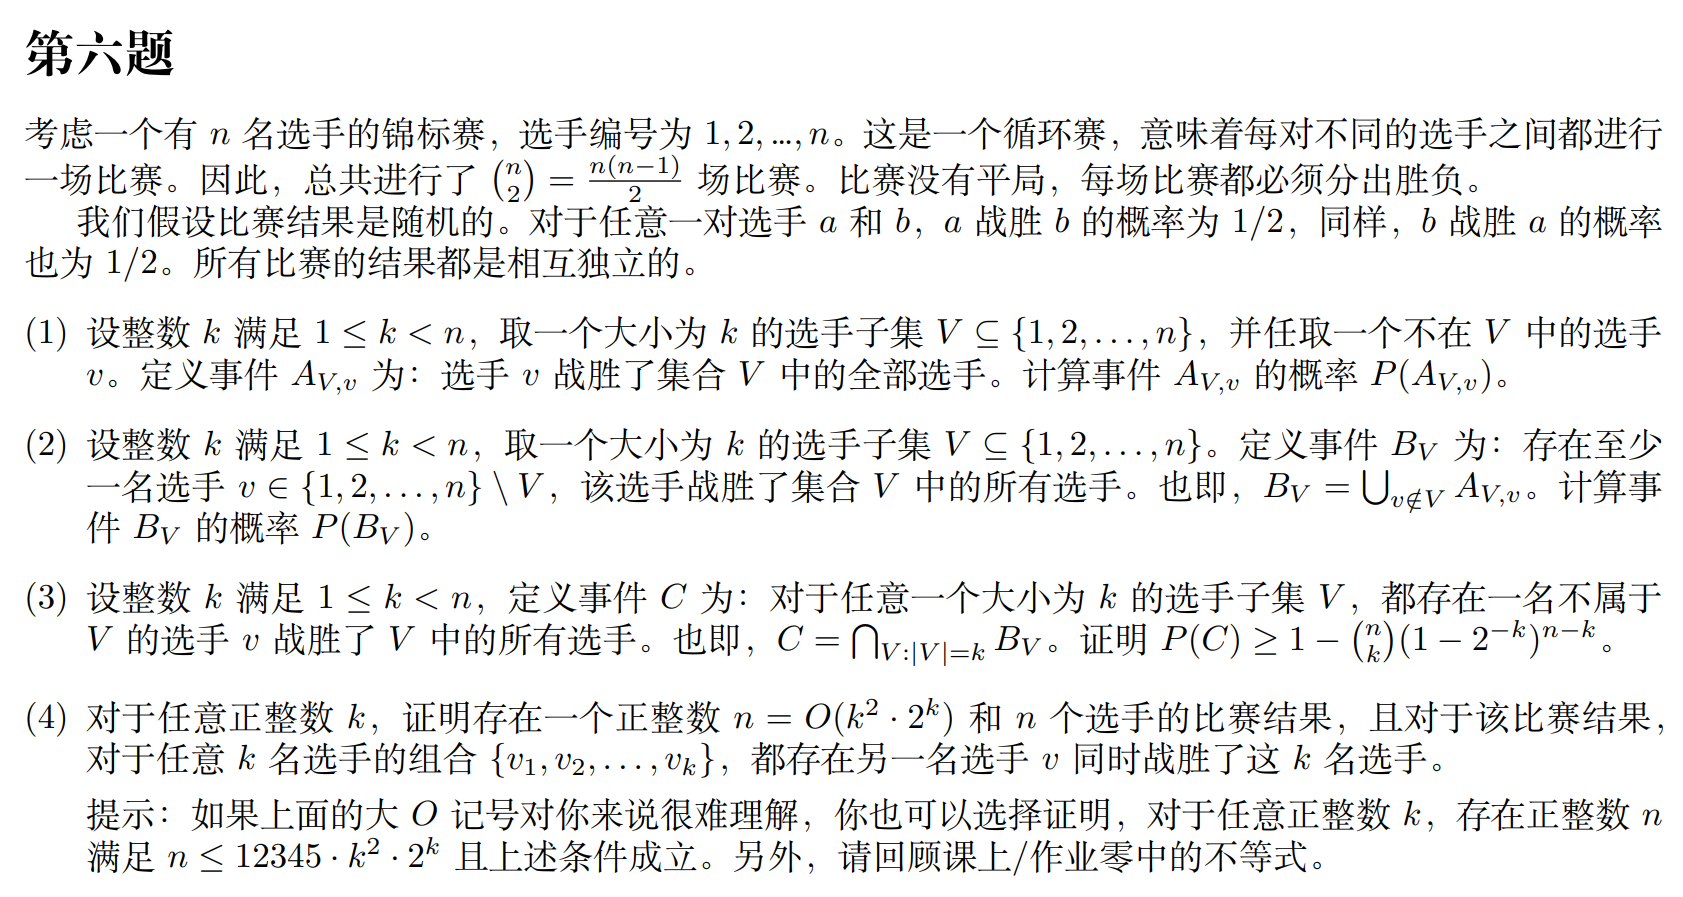 第六题
考虑一个有 n 名选手的锦标赛，选手编号为 1, 2, ..., n。这是一个循环赛，意味着每对不同的选手之间都进行
一场比赛。因此，总共进行了 $\binom{n}{2} = \frac{n(n-1)}{2}$ 场比赛。比赛没有平局，每场比赛都必须分出胜负。
我们假设比赛结果是随机的。对于任意一对选手 a 和 b，a 战胜 b 的概率为 1/2，同样，b 战胜 a 的概率
也为 1/2。所有比赛的结果都是相互独立的。
(1) 设整数 k 满足 $1 \le k < n$，取一个大小为 k 的选手子集 $V \subseteq \{1, 2, \ldots, n\}$，并任取一个不在 V 中的选手
v。定义事件 $A_{V,v}$ 为：选手 v 战胜了集合 V 中的全部选手。计算事件 $A_{V,v}$ 的概率 $P(A_{V,v})$。
(2) 设整数 k 满足 $1 \le k < n$，取一个大小为 k 的选手子集 $V \subseteq \{1, 2, \ldots, n\}$。定义事件 $B_V$ 为：存在至少
一名选手 $v \in \{1, 2, \ldots, n\} \setminus V$，该选手战胜了集合 V 中的所有选手。也即，$B_V = \bigcup_{v \notin V} A_{V,v}$。计算事
件 $B_V$ 的概率 $P(B_V)$。
(3) 设整数 k 满足 $1 \le k < n$，定义事件 C 为：对于任意一个大小为 k 的选手子集 V，都存在一名不属于
V 的选手 v 战胜了 V 中的所有选手。也即，$C = \bigcap_{V:|V|=k} B_V$。证明 $P(C) \ge 1 - \binom{n}{k}(1 - 2^{-k})^{n-k}$。
(4) 对于任意正整数 k，证明存在一个正整数 $n = O(k^2 \cdot 2^k)$ 和 n 个选手的比赛结果，且对于该比赛结果，
对于任意 k 名选手的组合 $\{v_1, v_2, \ldots, v_k\}$，都存在另一名选手 v 同时战胜了这 k 名选手。
提示：如果上面的大 O 记号对你来说很难理解，你也可以选择证明，对于任意正整数 k，存在正整数 n
满足 $n \le 12345 \cdot k^2 \cdot 2^k$ 且上述条件成立。另外，请回顾课上/作业零中的不等式。